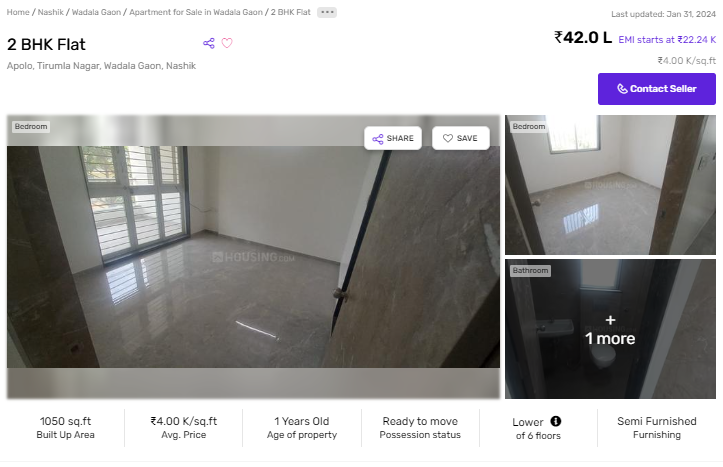 Home / Nashik / Wadala Gaon / Apartment for Sale in Wadala Gaon / 2 BHK Flat •••
Last updated: Jan 31, 2024
2 BHK Flat
₹42.0 L EMI starts at ₹22.24 K
Apolo, Tirumla Nagar, Wadala Gaon, Nashik
₹4.00 K/sq.ft
Contact Seller
Bedroom
SHARE
SAVE
HOUSING.COM
Bedroom
HOUSING.COM
Bathroom
+
1 more
1050 sq.ft
Built Up Area
₹4.00 K/sq.ft
Avg. Price
1 Years Old
Age of property
Ready to move
Possession status
Lower
of 6 floors
Semi Furnished
Furnishing